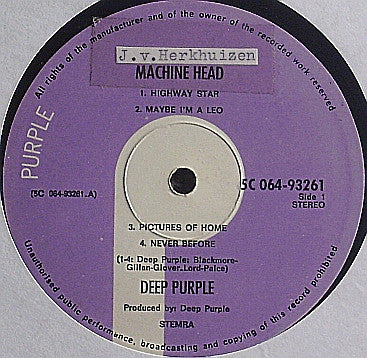 All rights of the manufacturer and of the owner of the recorded work reserved
J.v.Herkhuizen
MACHINE HEAD
1. HIGHWAY STAR
2. MAYBE I'M A LEO
PURPLE
(5C 064-93261.A)
5C 064-93261
Side 1
STEREO
3. PICTURES OF HOME
4. NEVER BEFORE
(1-4: Deep Purple: Blackmore-
Gillan-Glover-Lord-Paice)
DEEP PURPLE
Produced by: Deep Purple
STEMRA
Unauthorised public performance, broadcasting and copying of this record prohibited